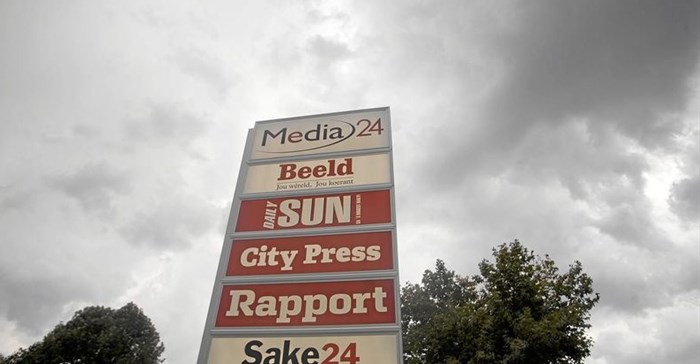 Media24
Beeld
Jou wêreld, Jou koerant
DAILY SUN
City Press
Rapport
Sake24